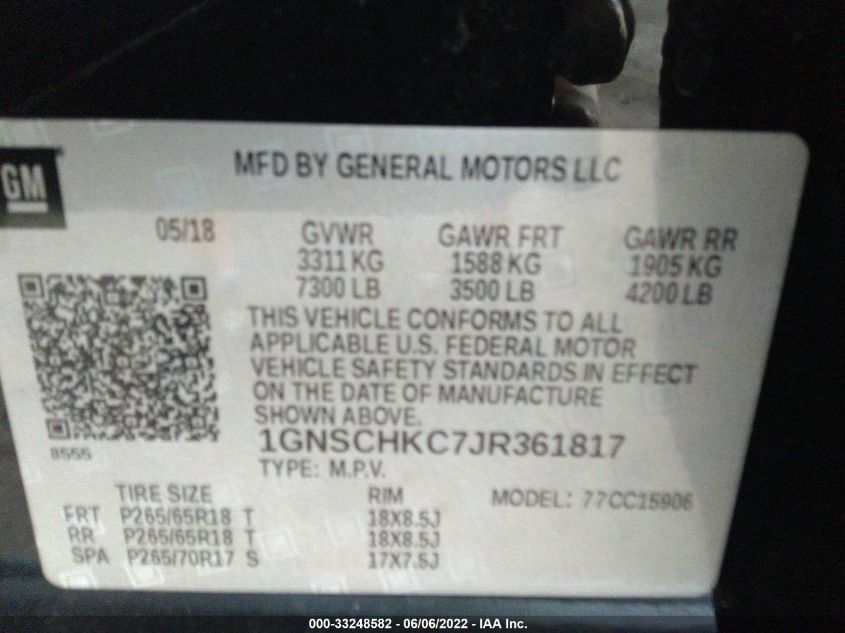 GM
MFD BY GENERAL MOTORS LLC
05/18 GVWR GAWR FRT GAWR RR
3311 KG 1588 KG 1905 KG
7300 LB 3500 LB 4200 LB
THIS VEHICLE CONFORMS TO ALL
APPLICABLE U.S. FEDERAL MOTOR
VEHICLE SAFETY STANDARDS IN EFFECT
ON THE DATE OF MANUFACTURE
SHOWN ABOVE.
1GNSCHKC7JR361817
8555
TYPE: M.P.V.
TIRE SIZE RIM MODEL: 77CC15906
FRT P265/65R18 T 18X8.5J
RR P265/65R18 T 18X8.5J
SPA P265/70R17 S 17X7.5J
000-33248582 - 06/06/2022 - IAA Inc.